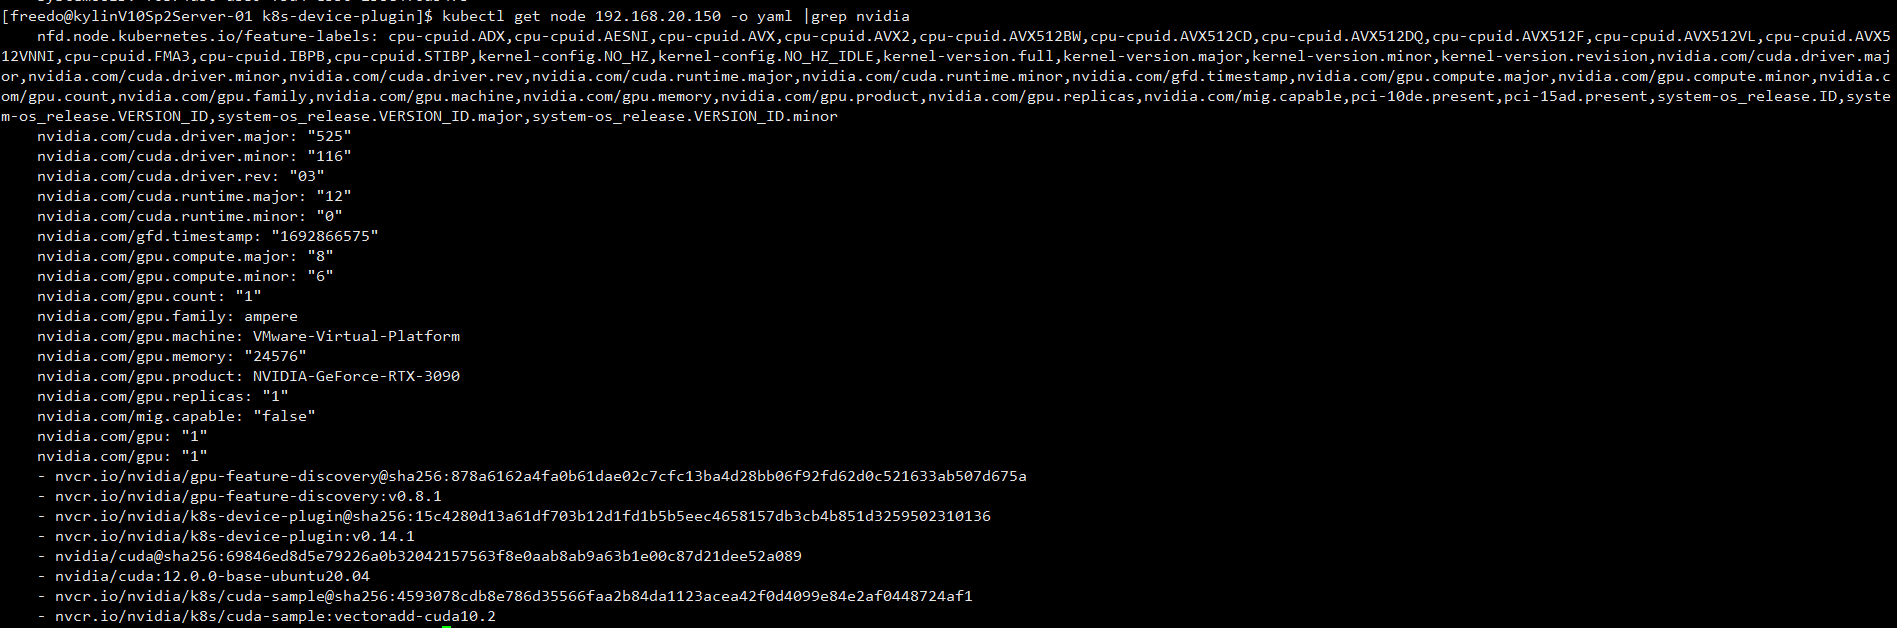 [freedo@kylinV10Sp2Server-01 k8s-device-plugin]$ kubectl get node 192.168.20.150 -o yaml |grep nvidia
    nfd.node.kubernetes.io/feature-labels: cpu-cpuid.ADX,cpu-cpuid.AESNI,cpu-cpuid.AVX,cpu-cpuid.AVX2,cpu-cpuid.AVX512BW,cpu-cpuid.AVX512CD,cpu-cpuid.AVX512DQ,cpu-cpuid.AVX512F,cpu-cpuid.AVX512VL,cpu-cpuid.AVX5
12VNNI,cpu-cpuid.FMA3,cpu-cpuid.IBPB,cpu-cpuid.STIBP,kernel-config.NO_HZ,kernel-config.NO_HZ_IDLE,kernel-version.full,kernel-version.major,kernel-version.minor,kernel-version.revision,nvidia.com/cuda.driver.maj
or,nvidia.com/cuda.driver.minor,nvidia.com/cuda.driver.rev,nvidia.com/cuda.runtime.major,nvidia.com/cuda.runtime.minor,nvidia.com/gfd.timestamp,nvidia.com/gpu.compute.major,nvidia.com/gpu.compute.minor,nvidia.c
om/gpu.count,nvidia.com/gpu.family,nvidia.com/gpu.machine,nvidia.com/gpu.memory,nvidia.com/gpu.product,nvidia.com/gpu.replicas,nvidia.com/mig.capable,pci-10de.present,pci-15ad.present,system-os_release.ID,syste
m-os_release.VERSION_ID,system-os_release.VERSION_ID.major,system-os_release.VERSION_ID.minor
    nvidia.com/cuda.driver.major: "525"
    nvidia.com/cuda.driver.minor: "116"
    nvidia.com/cuda.driver.rev: "03"
    nvidia.com/cuda.runtime.major: "12"
    nvidia.com/cuda.runtime.minor: "0"
    nvidia.com/gfd.timestamp: "1692866575"
    nvidia.com/gpu.compute.major: "8"
    nvidia.com/gpu.compute.minor: "6"
    nvidia.com/gpu.count: "1"
    nvidia.com/gpu.family: ampere
    nvidia.com/gpu.machine: VMware-Virtual-Platform
    nvidia.com/gpu.memory: "24576"
    nvidia.com/gpu.product: NVIDIA-GeForce-RTX-3090
    nvidia.com/gpu.replicas: "1"
    nvidia.com/mig.capable: "false"
    nvidia.com/gpu: "1"
    nvidia.com/gpu: "1"
    - nvcr.io/nvidia/gpu-feature-discovery@sha256:878a6162a4fa0b61dae02c7cfc13ba4d28bb06f92fd62d0c521633ab507d675a
    - nvcr.io/nvidia/gpu-feature-discovery:v0.8.1
    - nvcr.io/nvidia/k8s-device-plugin@sha256:15c4280d13a61df703b12d1fd1b5b5eec4658157db3cb4b851d3259502310136
    - nvcr.io/nvidia/k8s-device-plugin:v0.14.1
    - nvidia/cuda@sha256:69846ed8d5e79226a0b32042157563f8e0aab8ab9a63b1e00c87d21dee52a089
    - nvidia/cuda:12.0.0-base-ubuntu20.04
    - nvcr.io/nvidia/k8s/cuda-sample@sha256:4593078cdb8e786d35566faa2b84da1123acea42f0d4099e84e2af0448724af1
    - nvcr.io/nvidia/k8s/cuda-sample:vectoradd-cuda10.2